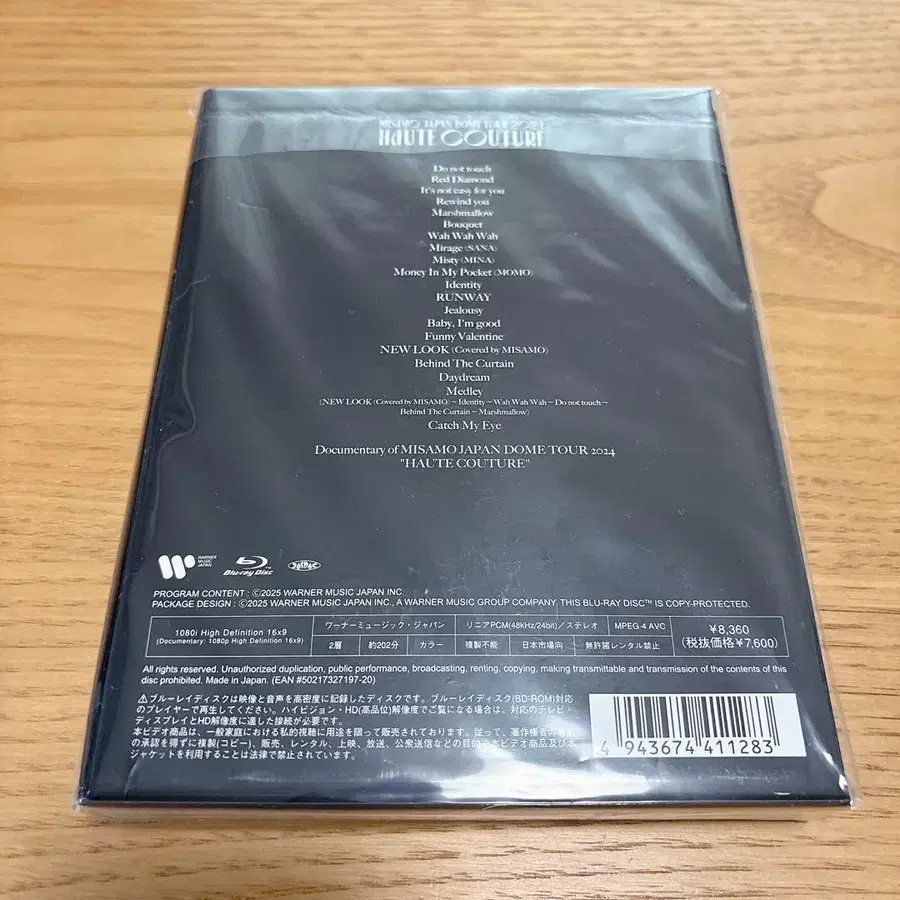 MISAMO JAPAN DOME TOUR 2024
HAUTE COUTURE
Do not touch
Red Diamond
It's not easy for you
Rewind you
Marshmallow
Bouquet
Wah Wah Wah
Mirage (SANA)
Misty (MINA)
Money In My Pocket (MOMO)
Identity
RUNWAY
Jealousy
Baby, I'm good
Funny Valentine
NEW LOOK (Covered by MISAMO)
Behind The Curtain
Daydream
Medley
(NEW LOOK (Covered by MISAMO) ~ Identity ~ Wah Wah Wah ~ Do not touch ~
Behind The Curtain ~ Marshmallow)
Catch My Eye
Documentary of MISAMO JAPAN DOME TOUR 2024
"HAUTE COUTURE"
WARNER
MUSIC
JAPAN
Blu-ray Disc
JASRAC
PROGRAM CONTENT : ©2025 WARNER MUSIC JAPAN INC.
PACKAGE DESIGN : ©2025 WARNER MUSIC JAPAN INC., A WARNER MUSIC GROUP COMPANY. THIS BLU-RAY DISC™ IS COPY-PROTECTED.
1080i High Definition 16x9
(Documentary: 1080p High Definition 16x9)
ワーナーミュージック・ジャパン リニアPCM(48kHz/24bit)／ステレオ MPEG-4 AVC
2層 約202分 カラー 複製不能 日本市場向 無許諾レンタル禁止
¥8,360
(税抜価格¥7,600)
All rights reserved. Unauthorized duplication, public performance, broadcasting, renting, copying, making transmittable and transmission of the contents of this
disc prohibited. Made in Japan. (EAN #50217327197-20)
⚠ブルーレイディスクは映像と音声を高密度に記録したディスクです。ブルーレイディスク(BD-ROM)対応
のプレイヤーで再生してください。ハイビジョン・HD(高品位)解像度でご覧になる場合は、対応のテレビ・
ディスプレイとHD解像度に適した接続が必要です。
本ビデオ商品は、一般家庭における私的視聴に用途を限って販売されております。従って、著作権者の
の承認を得ずに複製(コピー)、販売、レンタル、上映、放送、公衆送信などの目的で本ビデオ商品及び本
ジャケットを利用することは法律で禁止されています。
4 943674 411283